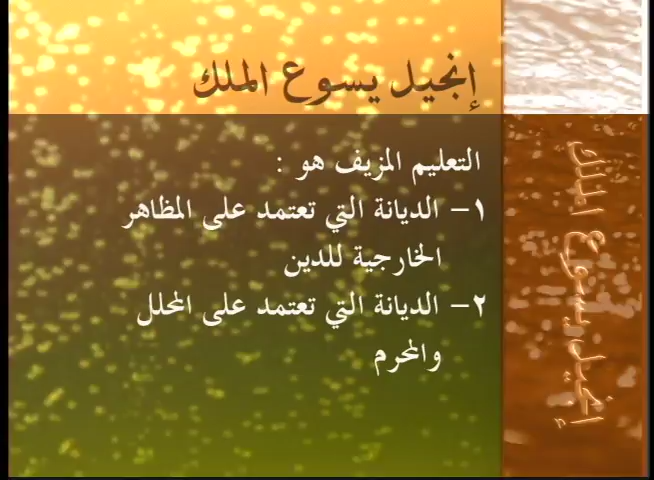 إنجيل يسوع الملك
التعليم المزيف هو :
١- الديانة التي تعتمد على المظاهر
الخارجية للدين
٢- الديانة التي تعتمد على المحلل
والمحرم
إنجيل يسوع الملك